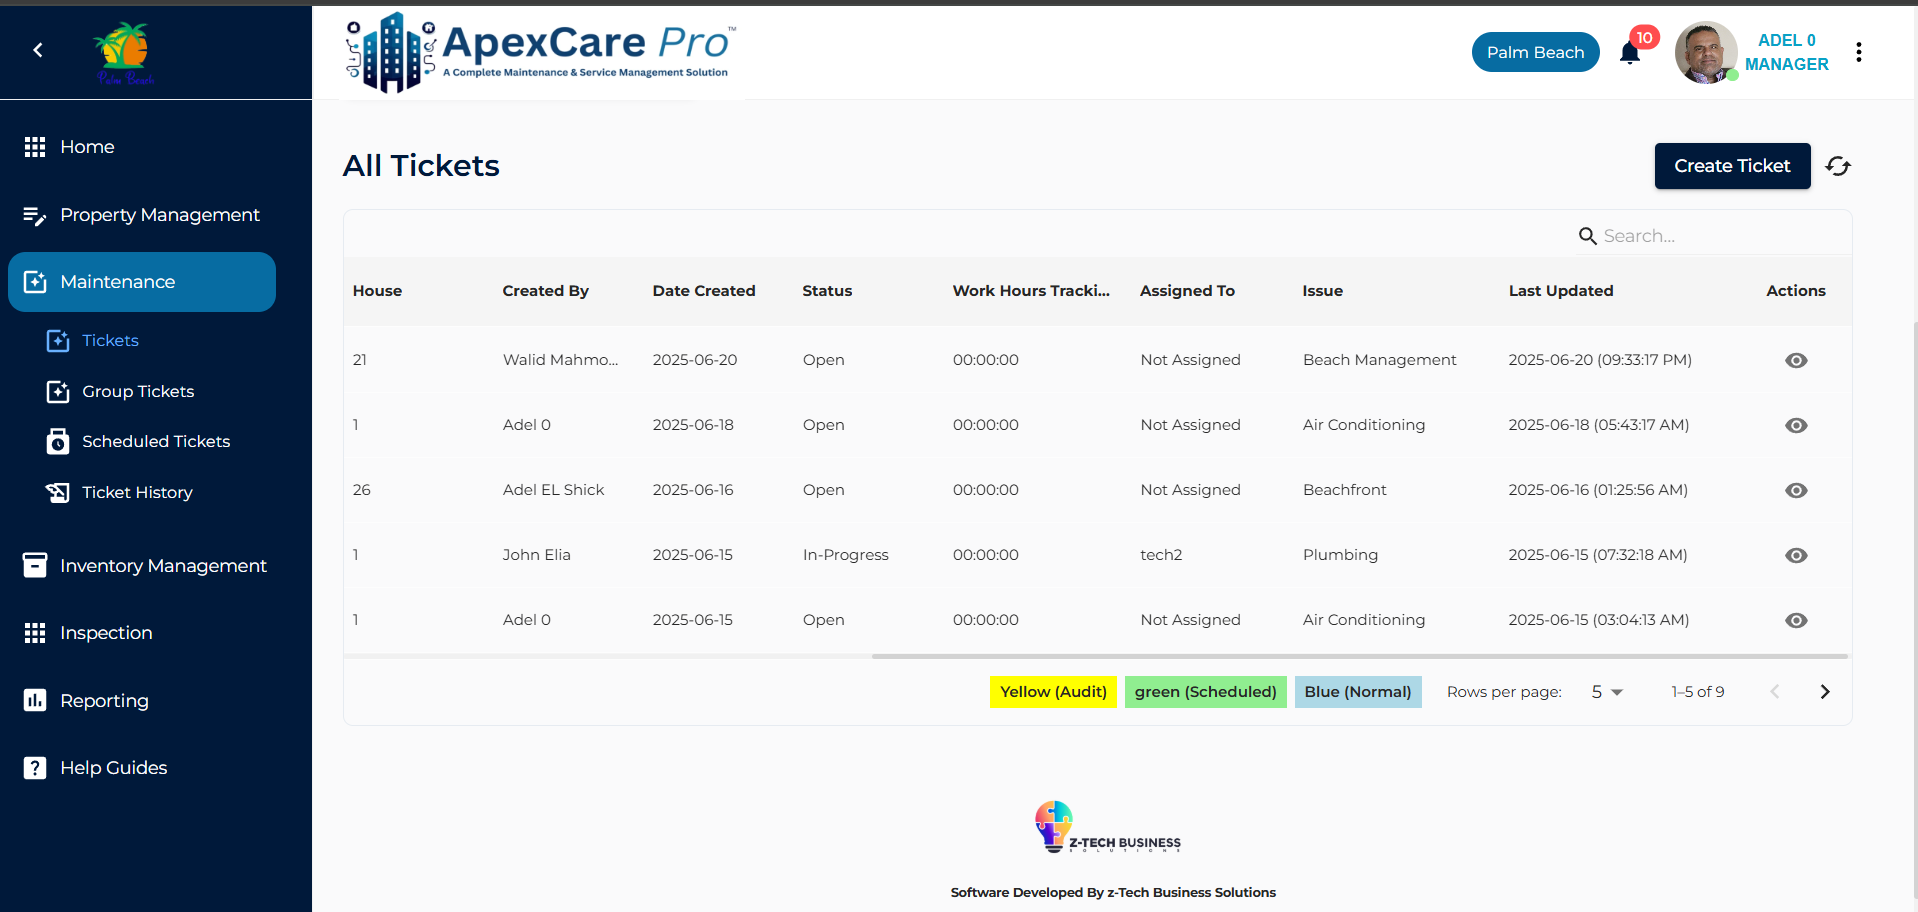 Palm Beach
ApexCare Pro™
A Complete Maintenance & Service Management Solution
Palm Beach
10
ADEL 0
MANAGER
Home
Property Management
Maintenance
Tickets
Group Tickets
Scheduled Tickets
Ticket History
Inventory Management
Inspection
Reporting
Help Guides
All Tickets
Create Ticket
Search...
House Created By Date Created Status Work Hours Tracki... Assigned To Issue Last Updated Actions
21 Walid Mahmo... 2025-06-20 Open 00:00:00 Not Assigned Beach Management 2025-06-20 (09:33:17 PM)
1 Adel 0 2025-06-18 Open 00:00:00 Not Assigned Air Conditioning 2025-06-18 (05:43:17 AM)
26 Adel EL Shick 2025-06-16 Open 00:00:00 Not Assigned Beachfront 2025-06-16 (01:25:56 AM)
1 John Elia 2025-06-15 In-Progress 00:00:00 tech2 Plumbing 2025-06-15 (07:32:18 AM)
1 Adel 0 2025-06-15 Open 00:00:00 Not Assigned Air Conditioning 2025-06-15 (03:04:13 AM)
Yellow (Audit) green (Scheduled) Blue (Normal) Rows per page: 5 1–5 of 9
Z-TECH BUSINESS
SOLUTIONS
Software Developed By z-Tech Business Solutions